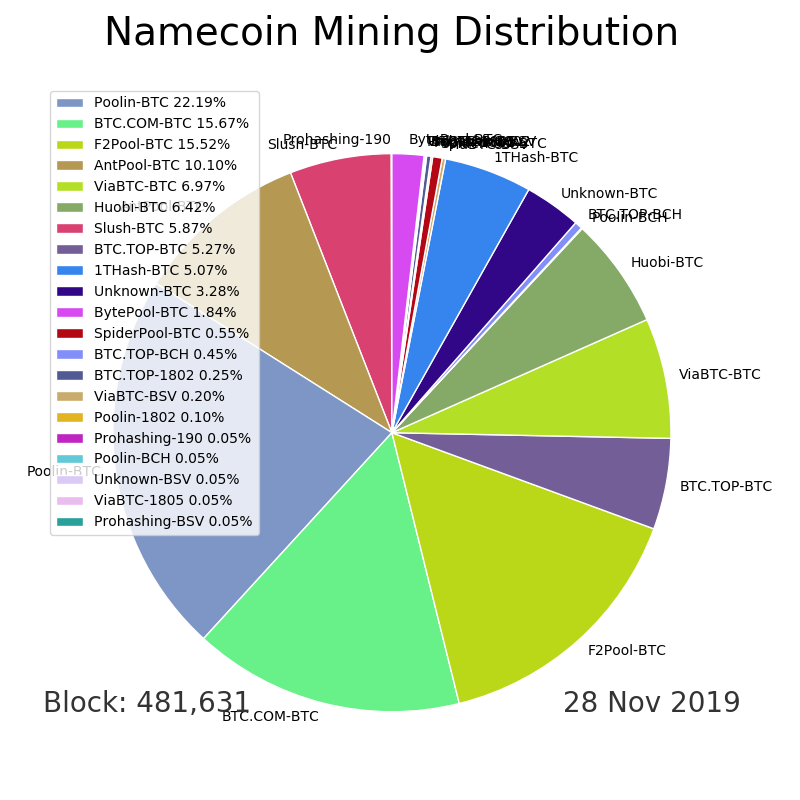 Namecoin Mining Distribution
Poolin-BTC 22.19%
BTC.COM-BTC 15.67%
F2Pool-BTC 15.52%
AntPool-BTC 10.10%
ViaBTC-BTC 6.97%
Huobi-BTC 6.42%
Slush-BTC 5.87%
BTC.TOP-BTC 5.27%
1THash-BTC 5.07%
Unknown-BTC 3.28%
BytePool-BTC 1.84%
SpiderPool-BTC 0.55%
BTC.TOP-BCH 0.45%
BTC.TOP-1802 0.25%
ViaBTC-BSV 0.20%
Poolin-1802 0.10%
Prohashing-190 0.05%
Poolin-BCH 0.05%
Unknown-BSV 0.05%
ViaBTC-1805 0.05%
Prohashing-BSV 0.05%
Prohashing-190
Slush-BTC
1THash-BTC
Unknown-BTC
BTC.TOP-BCH
Poolin-BCH
Huobi-BTC
ViaBTC-BTC
Poolin-BTC
BTC.TOP-BTC
F2Pool-BTC
BTC.COM-BTC
Block: 481,631
28 Nov 2019